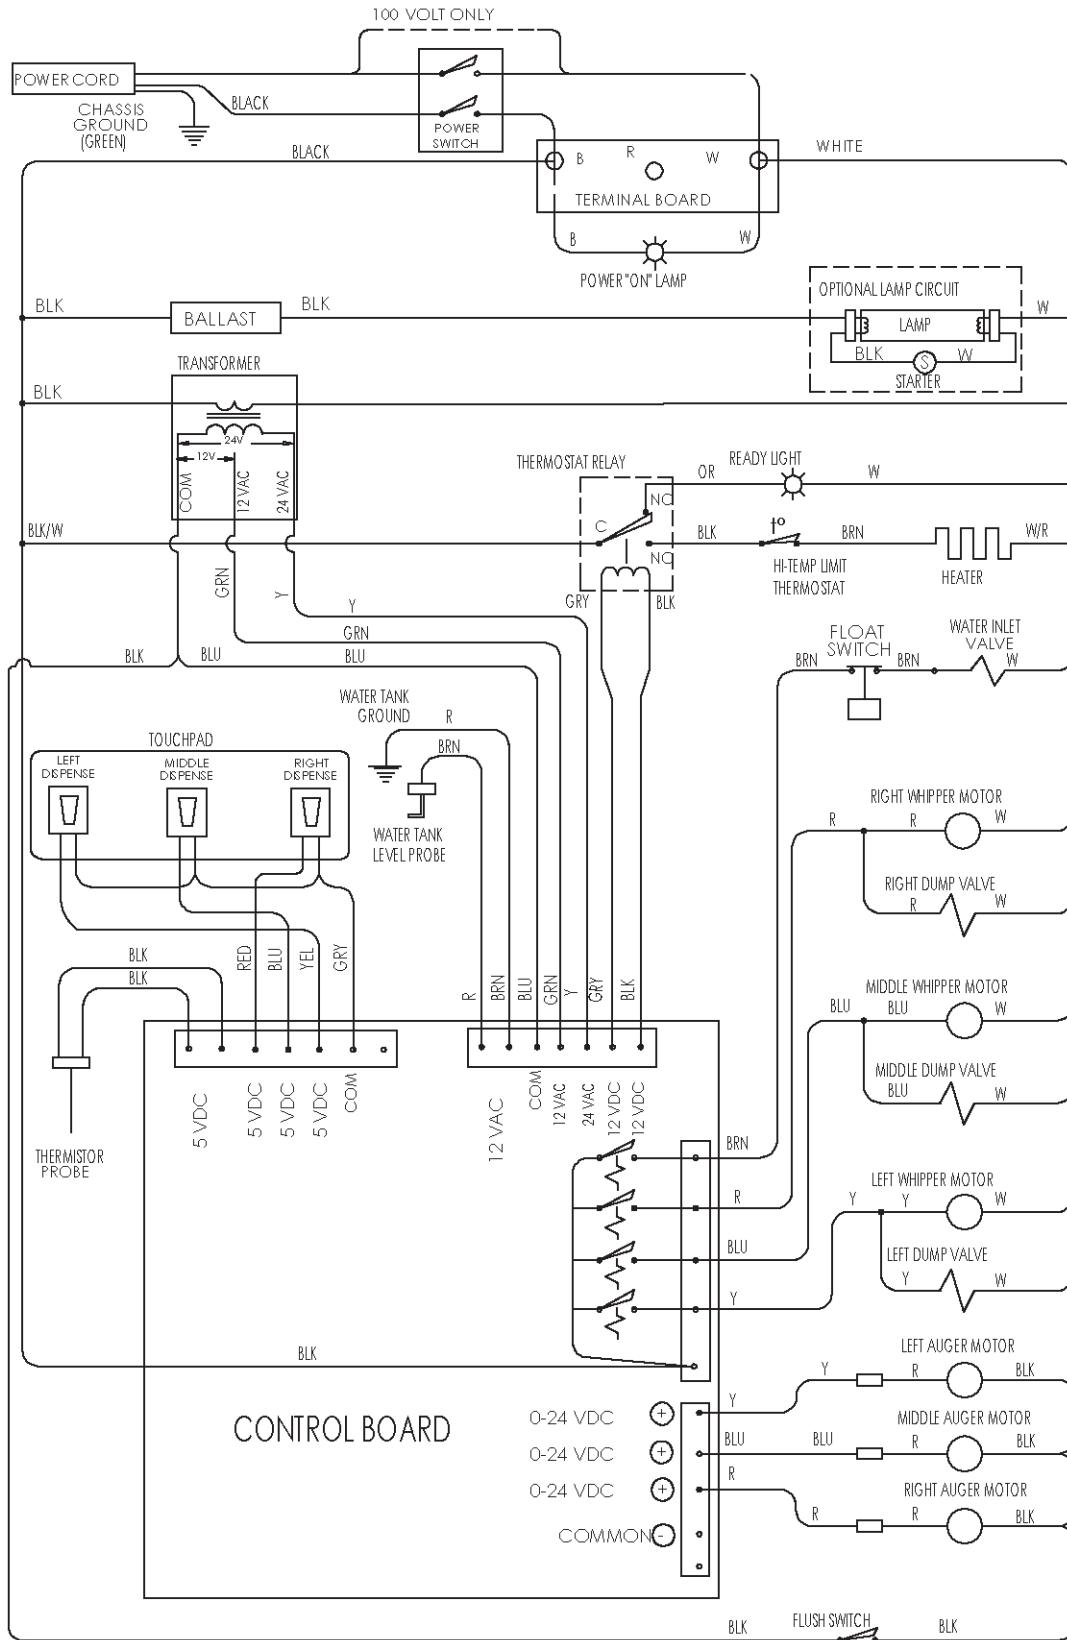 100 VOLT ONLY
POWER CORD
CHASSIS
GROUND
(GREEN)
BLACK
POWER
SWITCH
BLACK
B
R
W
WHITE
TERMINAL BOARD
B
W
POWER "ON" LAMP
OPTIONAL LAMP CIRCUIT
BLK
BALLAST
BLK
LAMP
W
BLK
S
W
STARTER
TRANSFORMER
BLK
24V
12V
COM
12 VAC
24 VAC
THERMOSTAT RELAY
OR
READY LIGHT
W
NC
C
BLK/W
NO
BLK
to
BRN
W/R
HI-TEMP LIMIT
THERMOSTAT
HEATER
GRN
Y
GRY
BLK
Y
GRN
BLK
BLU
BLU
FLOAT
SWITCH
WATER INLET
VALVE
BRN
BRN
W
WATER TANK
GROUND
R
BRN
WATER TANK
LEVEL PROBE
TOUCHPAD
LEFT
DISPENSE
MIDDLE
DISPENSE
RIGHT
DISPENSE
RIGHT WHIPPER MOTOR
R
R
W
RIGHT DUMP VALVE
R
W
BLK
BLK
RED
BLU
YEL
GRY
R
BRN
BLU
GRN
Y
GRY
BLK
MIDDLE WHIPPER MOTOR
BLU
BLU
W
MIDDLE DUMP VALVE
BLU
W
5 VDC
5 VDC
5 VDC
5 VDC
COM
12 VAC
COM
12 VAC
24 VAC
12 VDC
12 VDC
THERMISTOR
PROBE
BRN
R
BLU
Y
LEFT WHIPPER MOTOR
Y
Y
W
LEFT DUMP VALVE
Y
W
BLK
LEFT AUGER MOTOR
Y
R
BLK
CONTROL BOARD
0-24 VDC
+
Y
MIDDLE AUGER MOTOR
0-24 VDC
+
BLU
BLU
R
BLK
0-24 VDC
+
R
RIGHT AUGER MOTOR
R
R
BLK
COMMON
-
BLK
FLUSH SWITCH
BLK